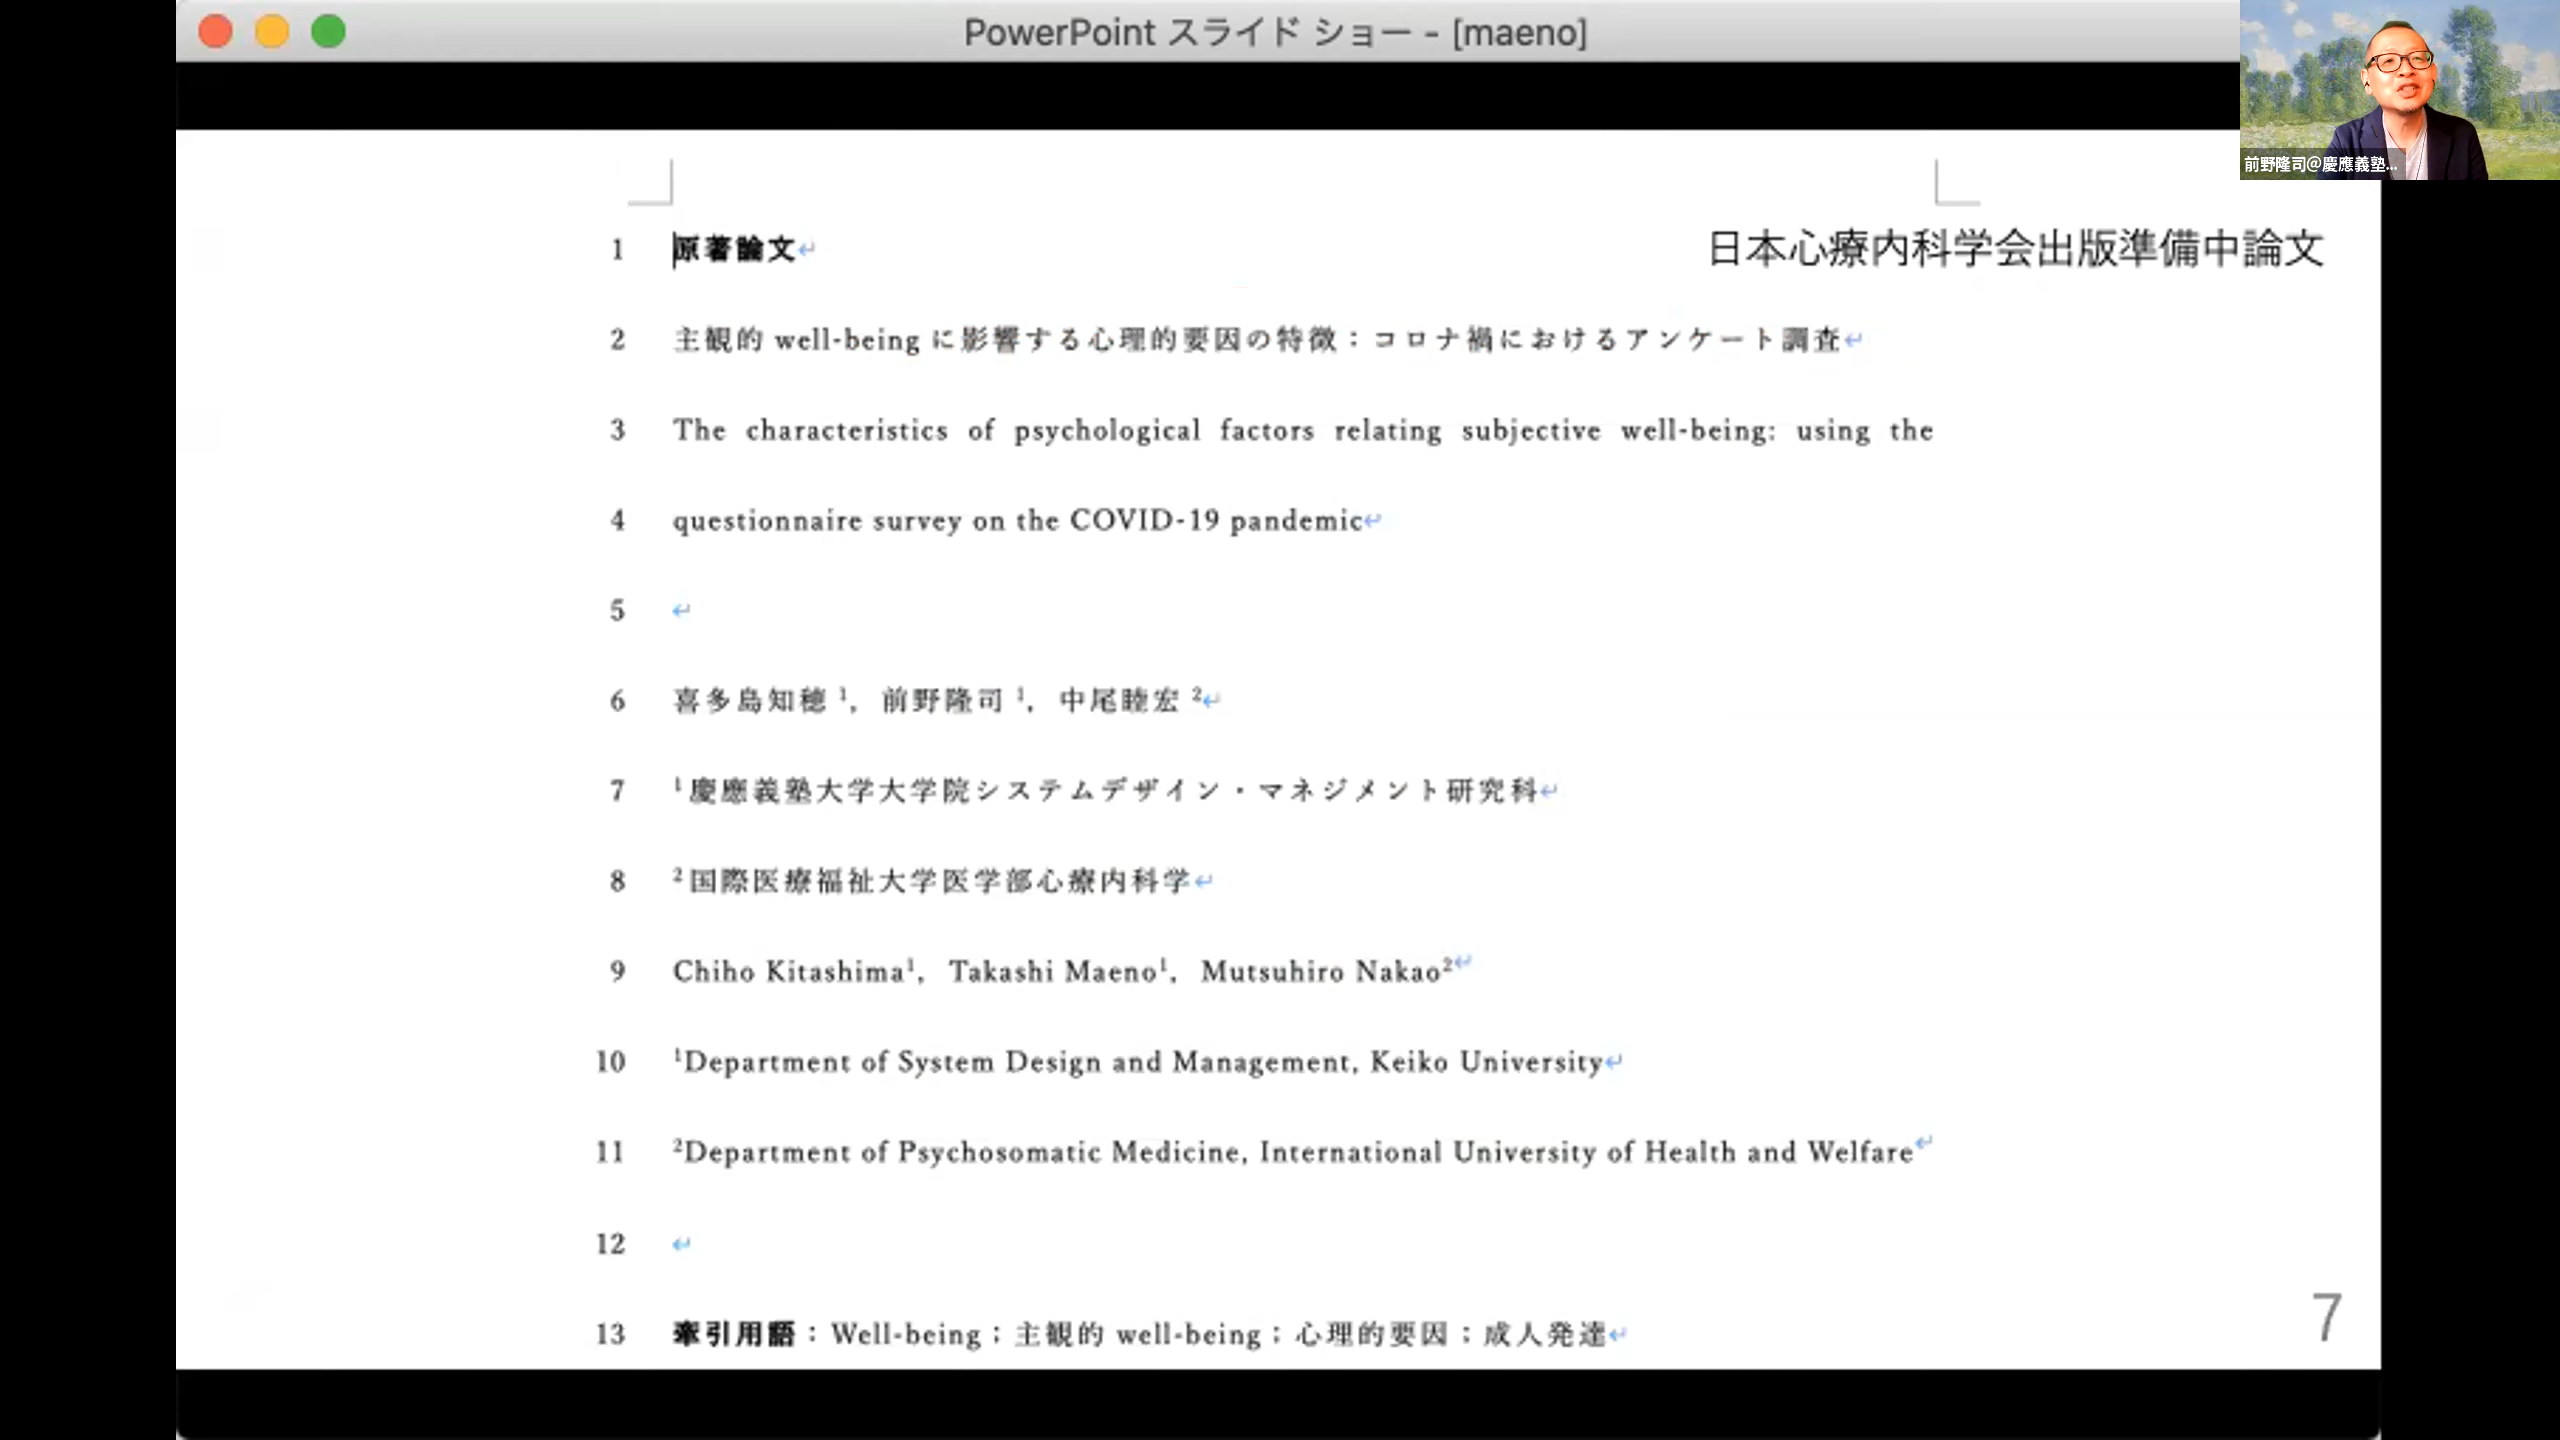 PowerPoint スライド ショー - [maeno]
前野隆司@慶應義塾...
日本心療内科学会出版準備中論文
1 原著論文↵
2 主観的 well-being に影響する心理的要因の特徴：コロナ禍におけるアンケート調査↵
3 The characteristics of psychological factors relating subjective well-being: using the
4 questionnaire survey on the COVID-19 pandemic↵
5 ↵
6 喜多島知穂 ¹, 前野隆司 ¹, 中尾睦宏 ²↵
7 ¹慶應義塾大学大学院システムデザイン・マネジメント研究科↵
8 ²国際医療福祉大学医学部心療内科学↵
9 Chiho Kitashima¹, Takashi Maeno¹, Mutsuhiro Nakao²↵
10 ¹Department of System Design and Management, Keiko University↵
11 ²Department of Psychosomatic Medicine, International University of Health and Welfare↵
12 ↵
13 牽引用語：Well-being；主観的 well-being；心理的要因；成人発達↵
7